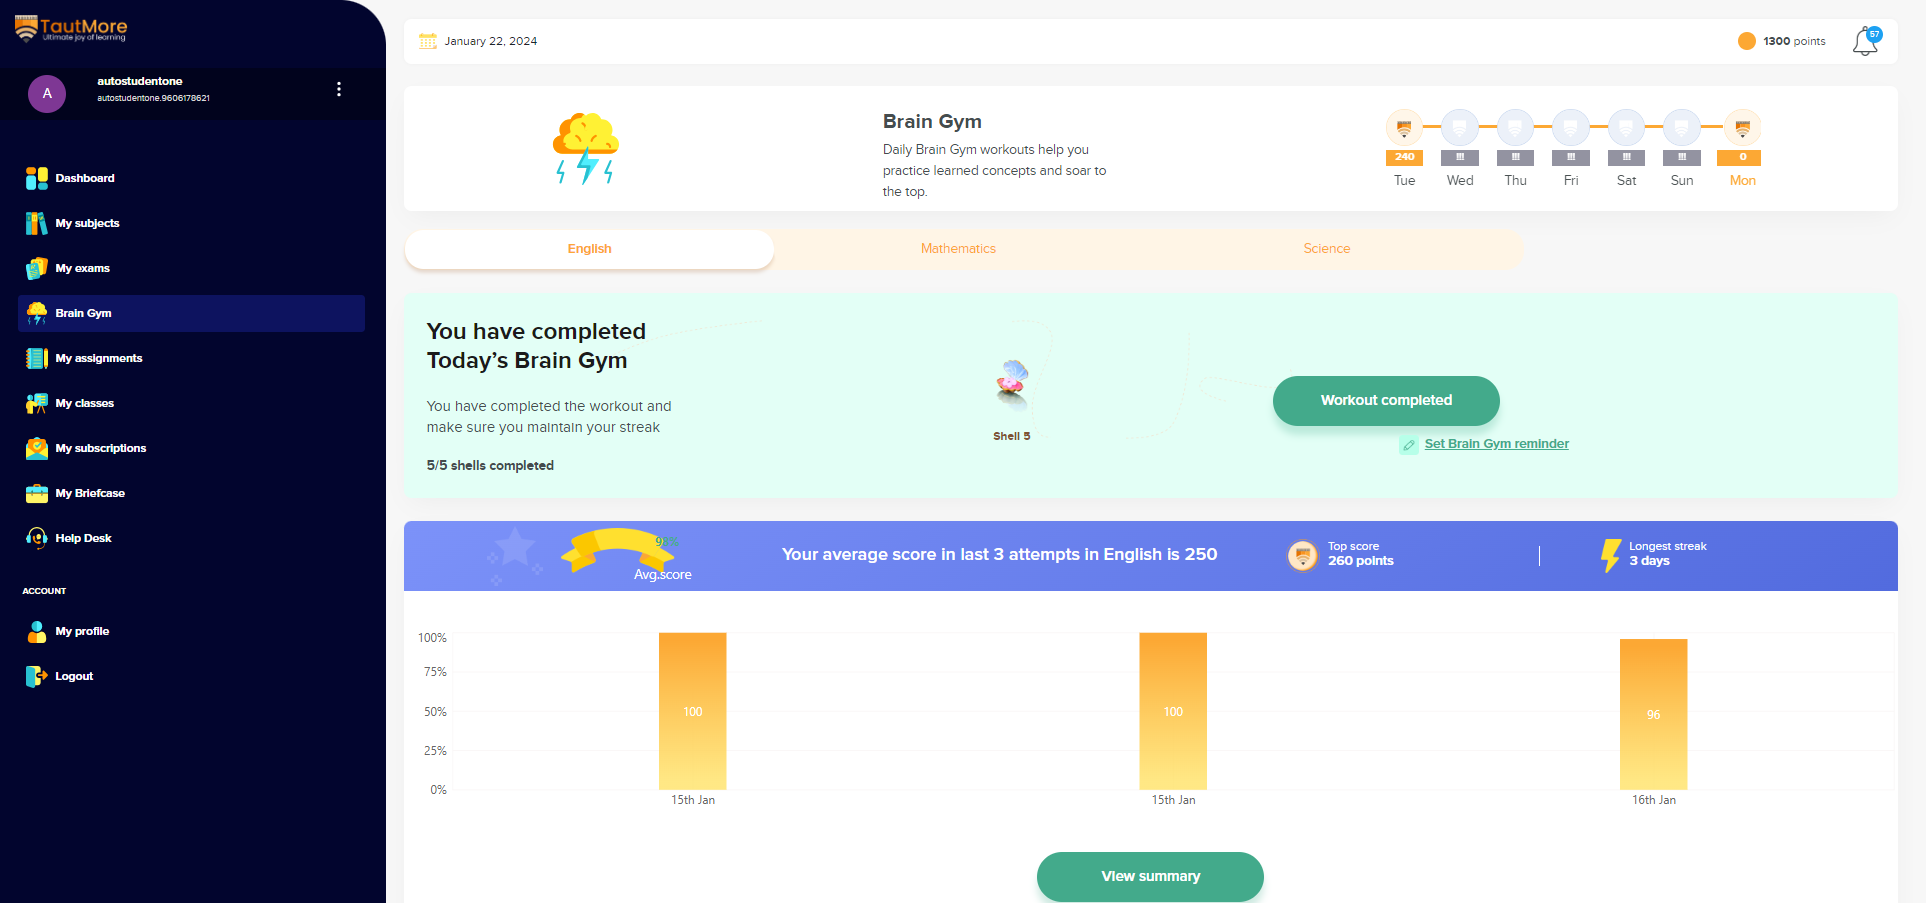 TautMore
Ultimate joy of learning
A
autostudentone
autostudentone.9606178621
Dashboard
My subjects
My exams
Brain Gym
My assignments
My classes
My subscriptions
My Briefcase
Help Desk
ACCOUNT
My profile
Logout
January 22, 2024
1300 points
57
Brain Gym
Daily Brain Gym workouts help you
practice learned concepts and soar to
the top.
240 !!! !!! !!! !!! !!! 0
Tue Wed Thu Fri Sat Sun Mon
English Mathematics Science
You have completed
Today's Brain Gym
You have completed the workout and
make sure you maintain your streak
5/5 shells completed
Shell 5
Workout completed
Set Brain Gym reminder
Avg.score
Your average score in last 3 attempts in English is 250
Top score
260 points
Longest streak
3 days
100%
75%
50%
25%
0%
100
100
96
15th Jan
15th Jan
16th Jan
View summary